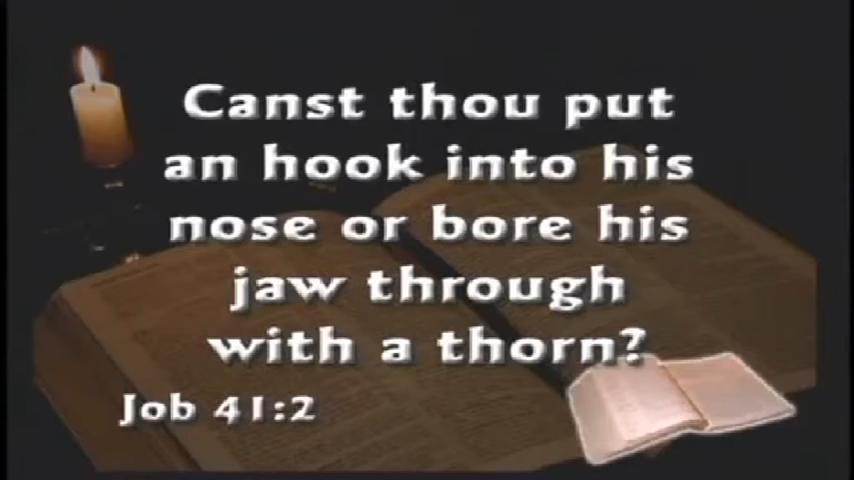 Canst thou put
an hook into his
nose or bore his
jaw through
with a thorn?
Job 41:2